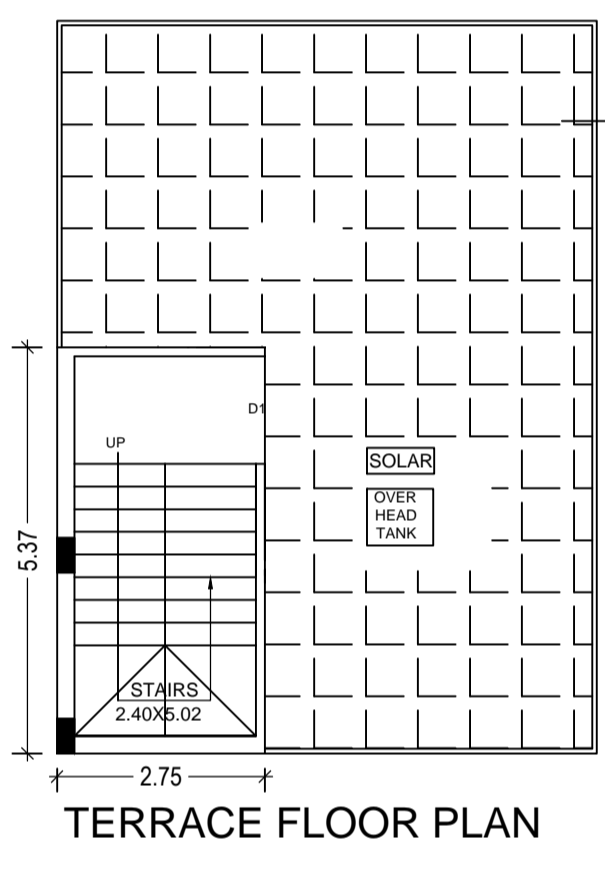 D1
UP
SOLAR
OVER
HEAD
TANK
5.37
STAIRS
2.40X5.02
2.75
TERRACE FLOOR PLAN